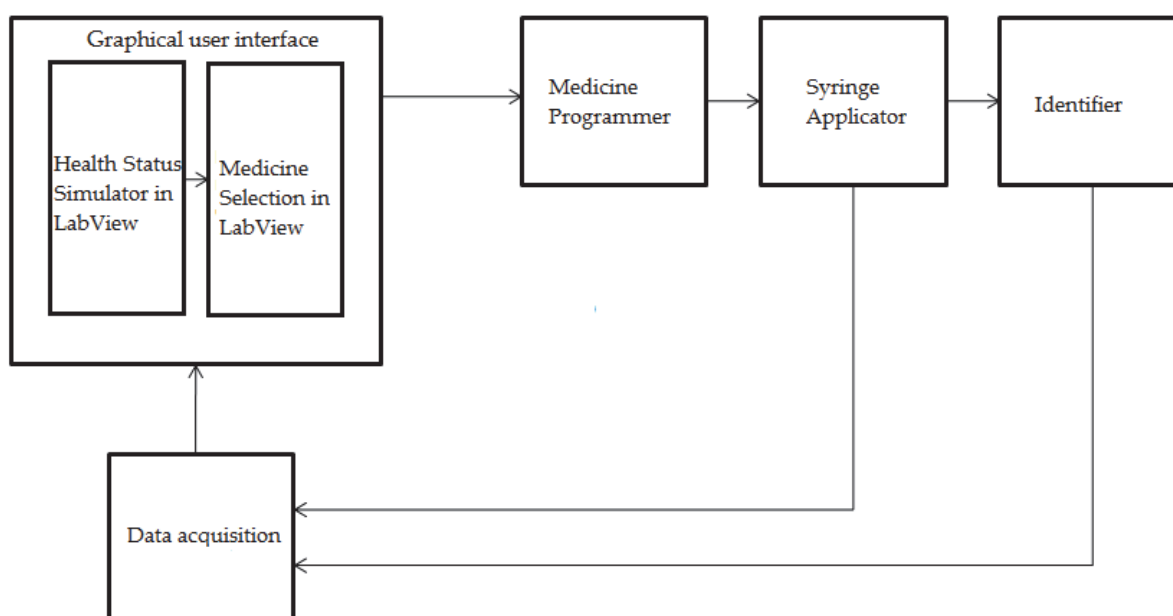 Graphical user interface
Health Status
Simulator in
LabView
Medicine
Selection in
LabView
Medicine
Programmer
Syringe
Applicator
Identifier
Data acquisition